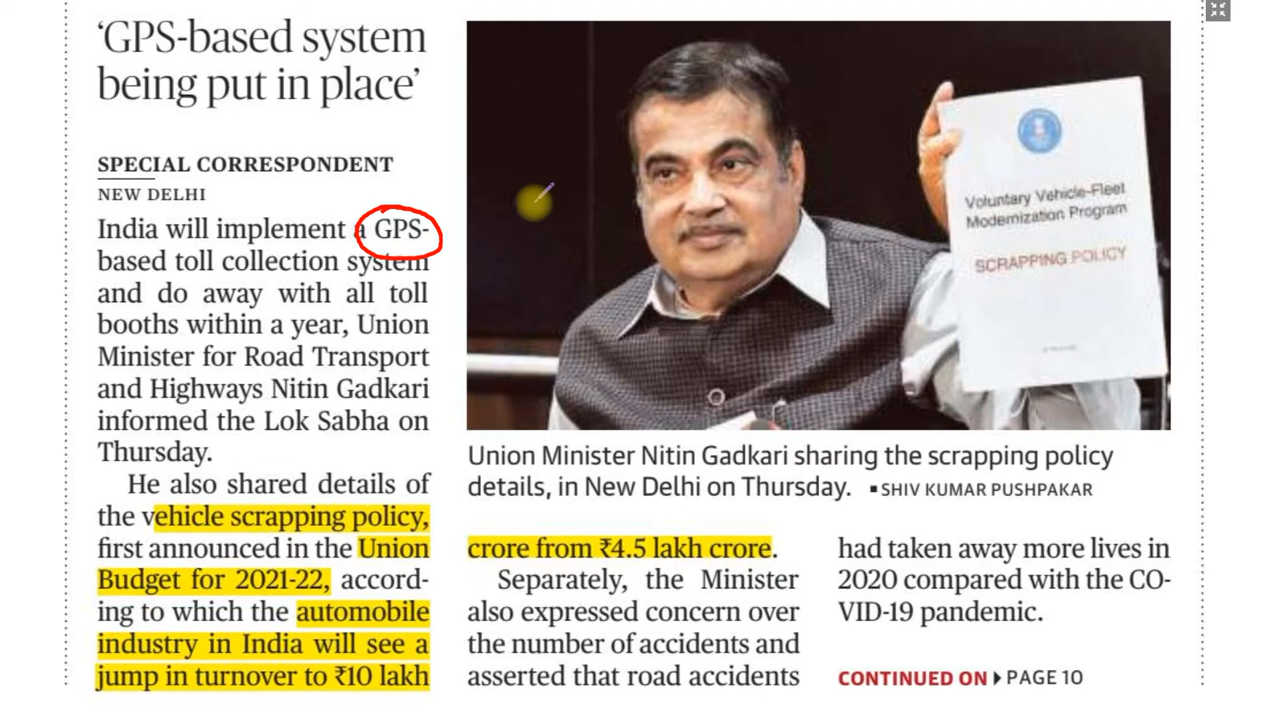 ‘GPS-based system
being put in place’
SPECIAL CORRESPONDENT
NEW DELHI
India will implement a GPS-
based toll collection system
and do away with all toll
booths within a year, Union
Minister for Road Transport
and Highways Nitin Gadkari
informed the Lok Sabha on
Thursday.
He also shared details of
the vehicle scrapping policy,
first announced in the Union
Budget for 2021-22, accord-
ing to which the automobile
industry in India will see a
jump in turnover to ₹10 lakh
Voluntary Vehicle-Fleet
Modernization Program
SCRAPPING POLICY
Union Minister Nitin Gadkari sharing the scrapping policy
details, in New Delhi on Thursday. ▪ SHIV KUMAR PUSHPAKAR
crore from ₹4.5 lakh crore.
Separately, the Minister
also expressed concern over
the number of accidents and
asserted that road accidents
had taken away more lives in
2020 compared with the CO-
VID-19 pandemic.
CONTINUED ON ▸ PAGE 10